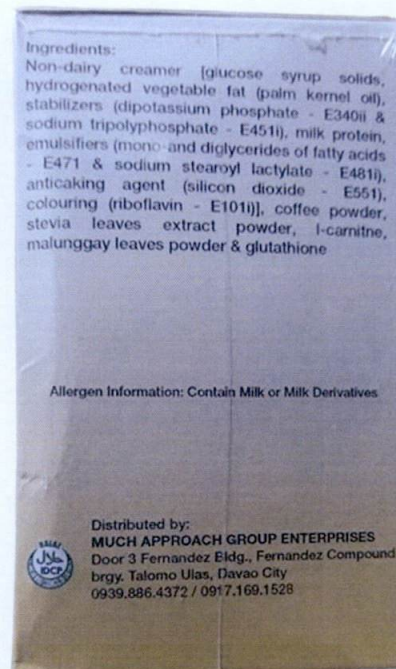 Ingredients:
Non-dairy creamer [glucose syrup solids,
hydrogenated vegetable fat (palm kernel oil),
stabilizers (dipotassium phosphate - E340ii &
sodium tripolyphosphate - E451i), milk protein,
emulsifiers (mono and diglycerides of fatty acids
- E471 & sodium stearoyl lactylate - E481i),
anticaking agent (silicon dioxide - E551),
colouring (riboflavin - E101i)], coffee powder,
stevia leaves extract powder, l-carnitne,
malunggay leaves powder & glutathione
Allergen Information: Contain Milk or Milk Derivatives
Distributed by:
MUCH APPROACH GROUP ENTERPRISES
Door 3 Fernandez Bldg., Fernandez Compound
brgy. Talomo Ulas, Davao City
0939.886.4372 / 0917.169.1528
HALAL
حلال
IDCP